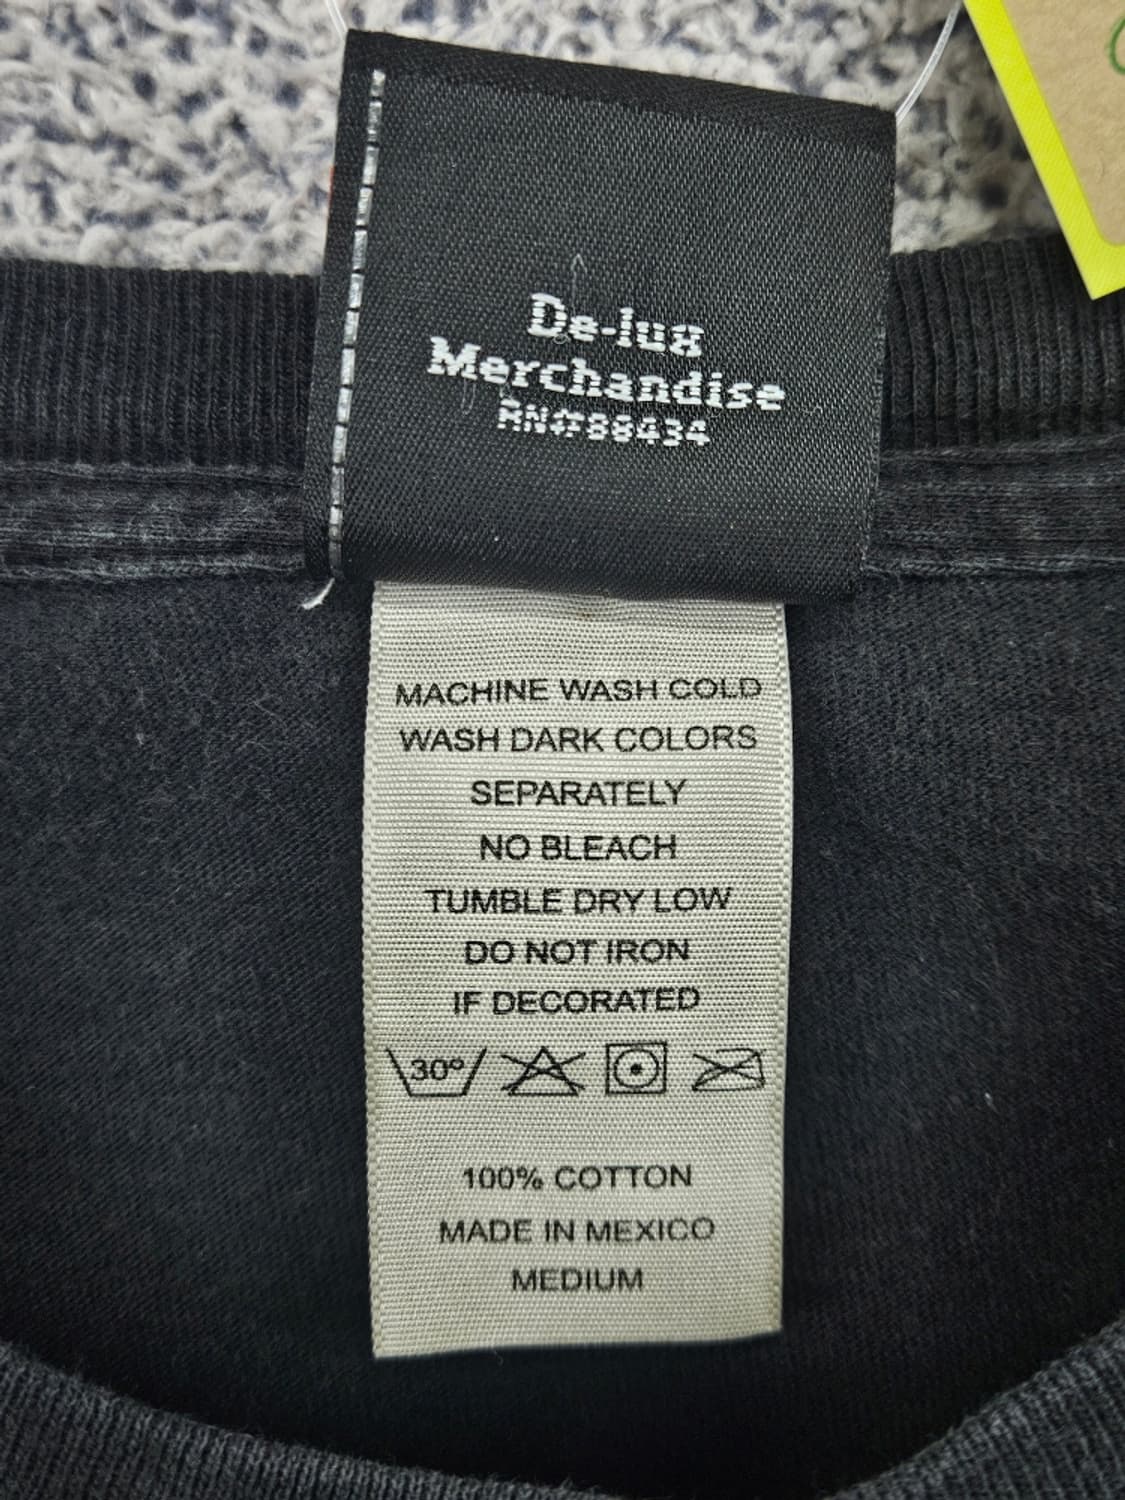 De-lux
Merchandise
RN#88434
MACHINE WASH COLD
WASH DARK COLORS
SEPARATELY
NO BLEACH
TUMBLE DRY LOW
DO NOT IRON
IF DECORATED
30°
100% COTTON
MADE IN MEXICO
MEDIUM